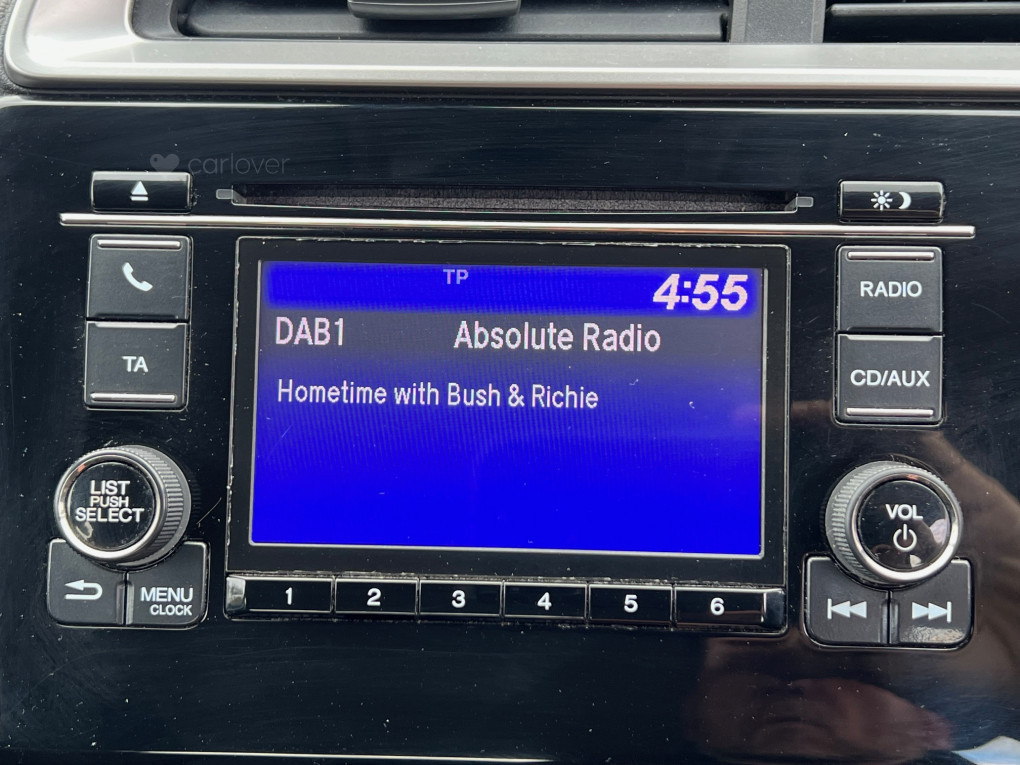 carlover
TP
4:55
DAB1 Absolute Radio
Hometime with Bush & Richie
TA
RADIO
CD/AUX
LIST
PUSH
SELECT
VOL
MENU
CLOCK
1 2 3 4 5 6